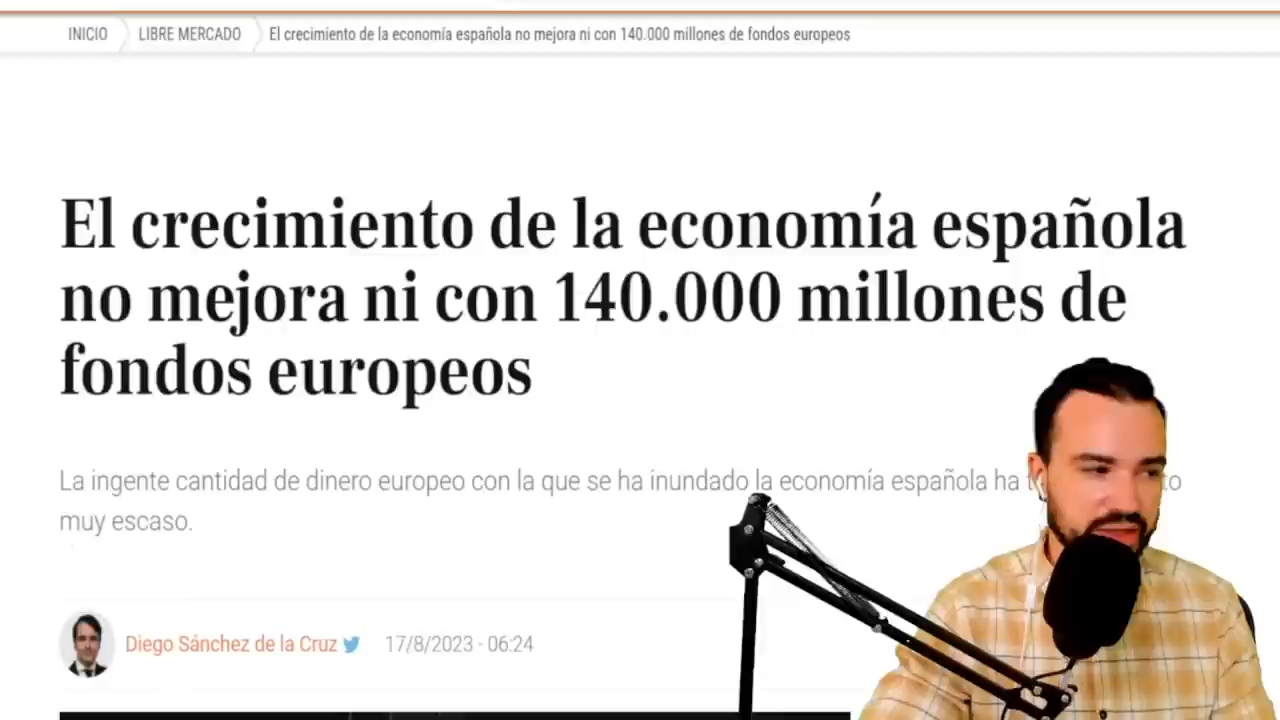 INICIO LIBRE MERCADO El crecimiento de la economía española no mejora ni con 140.000 millones de fondos europeos
El crecimiento de la economía española
no mejora ni con 140.000 millones de
fondos europeos
La ingente cantidad de dinero europeo con la que se ha inundado la economía española ha
muy escaso.
Diego Sánchez de la Cruz 17/8/2023 - 06:24